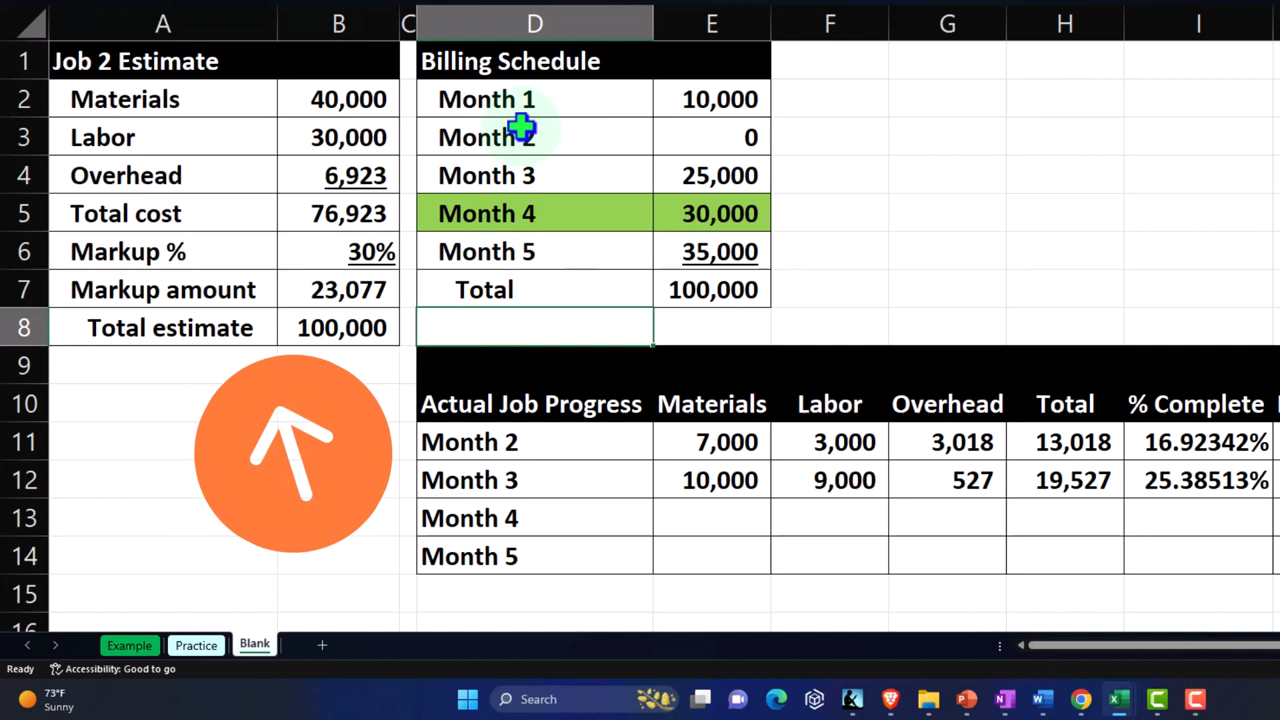 A B C D E F G H I
1 Job 2 Estimate Billing Schedule
2 Materials 40,000 Month 1 10,000
3 Labor 30,000 Month 2 0
4 Overhead 6,923 Month 3 25,000
5 Total cost 76,923 Month 4 30,000
6 Markup % 30% Month 5 35,000
7 Markup amount 23,077 Total 100,000
8 Total estimate 100,000
9
10 Actual Job Progress Materials Labor Overhead Total % Complete
11 Month 2 7,000 3,000 3,018 13,018 16.92342%
12 Month 3 10,000 9,000 527 19,527 25.38513%
13 Month 4
14 Month 5
15
16
Example Practice Blank
Ready Accessibility: Good to go
73°F
Sunny
Search